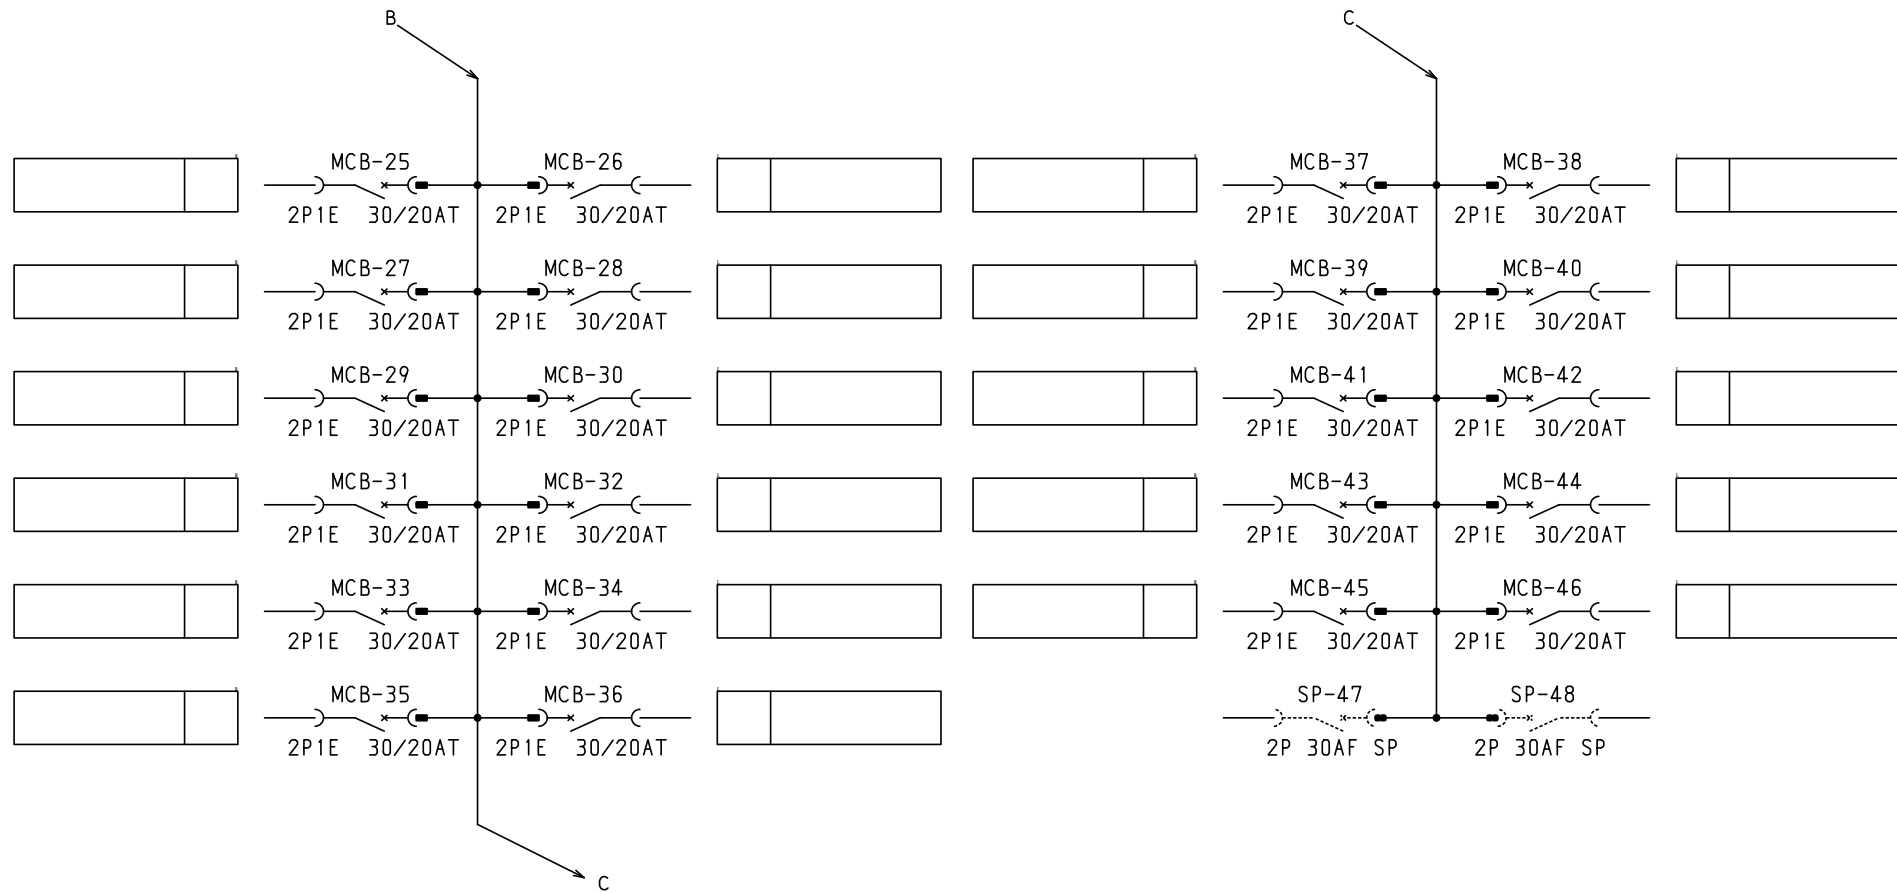 B
C
MCB-25 MCB-26 MCB-37 MCB-38
2P1E 30/20AT 2P1E 30/20AT 2P1E 30/20AT 2P1E 30/20AT
MCB-27 MCB-28 MCB-39 MCB-40
2P1E 30/20AT 2P1E 30/20AT 2P1E 30/20AT 2P1E 30/20AT
MCB-29 MCB-30 MCB-41 MCB-42
2P1E 30/20AT 2P1E 30/20AT 2P1E 30/20AT 2P1E 30/20AT
MCB-31 MCB-32 MCB-43 MCB-44
2P1E 30/20AT 2P1E 30/20AT 2P1E 30/20AT 2P1E 30/20AT
MCB-33 MCB-34 MCB-45 MCB-46
2P1E 30/20AT 2P1E 30/20AT 2P1E 30/20AT 2P1E 30/20AT
MCB-35 MCB-36 SP-47 SP-48
2P1E 30/20AT 2P1E 30/20AT 2P 30AF SP 2P 30AF SP
C